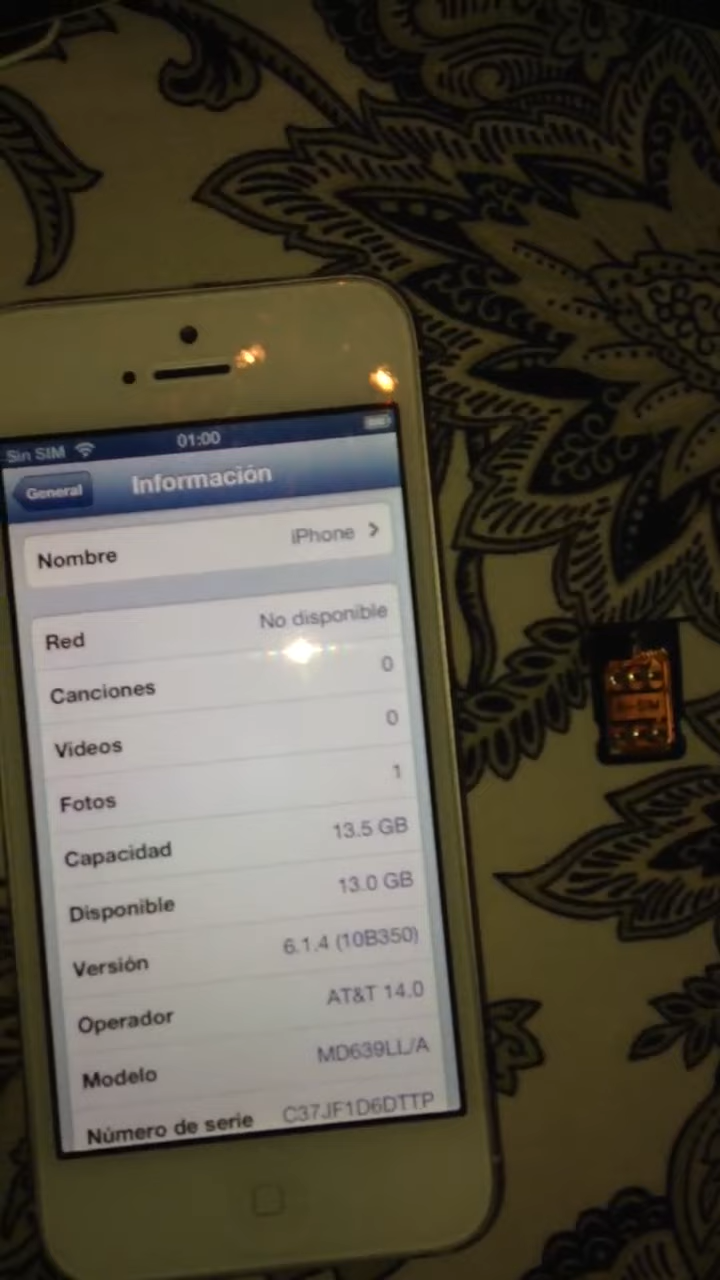 Sin SIM 01:00
General Información
Nombre iPhone
Red No disponible
Canciones 0
Videos 0
Fotos 1
Capacidad 13.5 GB
Disponible 13.0 GB
Versión 6.1.4 (10B350)
Operador AT&T 14.0
Modelo MD639LL/A
Número de serie C37JF1D6DTTP